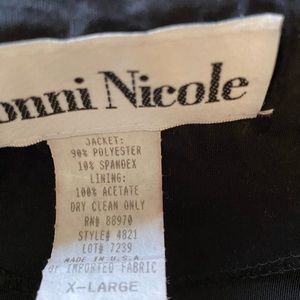 onni Nicole
JACKET:
90% POLYESTER
10% SPANDEX
LINING:
100% ACETATE
DRY CLEAN ONLY
RN# 88970
STYLE# 4821
LOT# 7239
MADE IN U.S.A.
OF IMPORTED FABRIC
X-LARGE